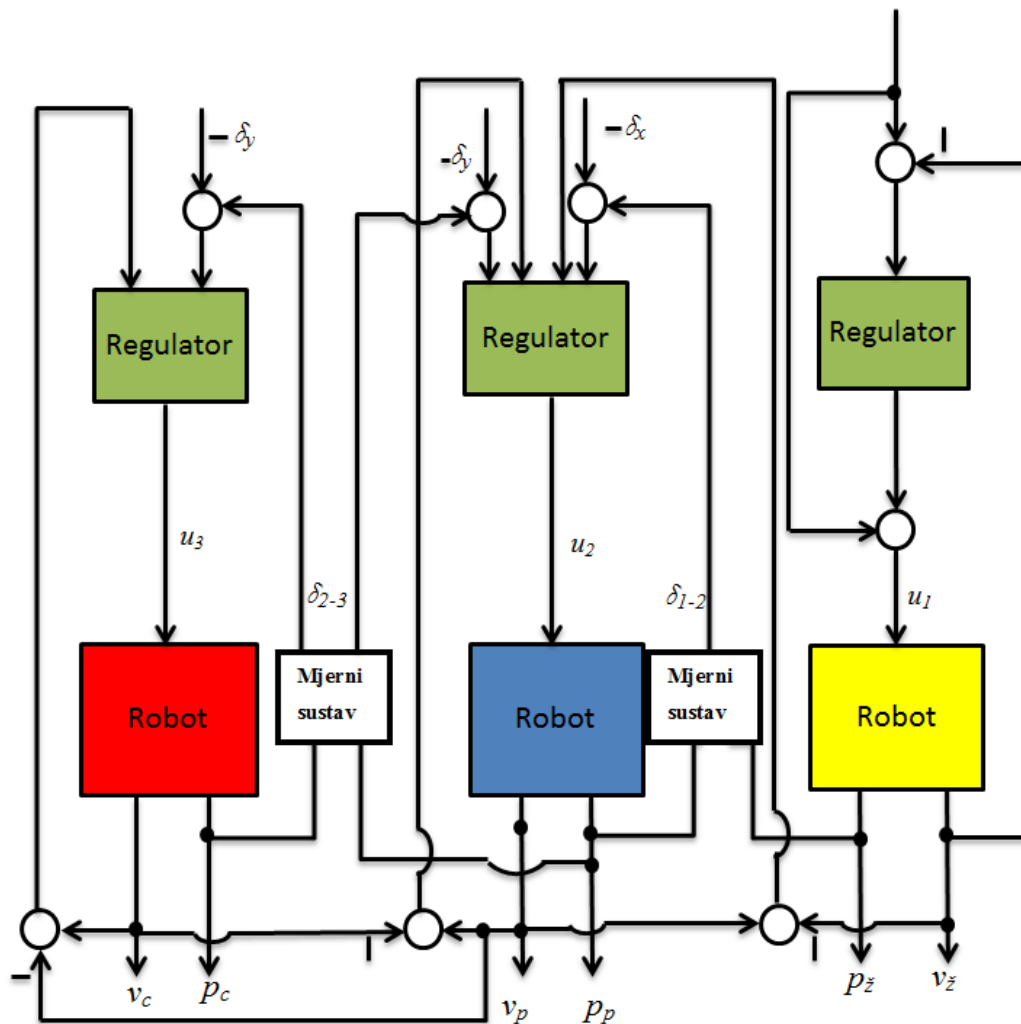 − δy
-δy
− δx
Regulator
Regulator
Regulator
u3
u2
u1
δ2-3
δ1-2
Robot
Mjerni
sustav
Robot
Mjerni
sustav
Robot
−
vc
pc
vp
pp
pž
vž